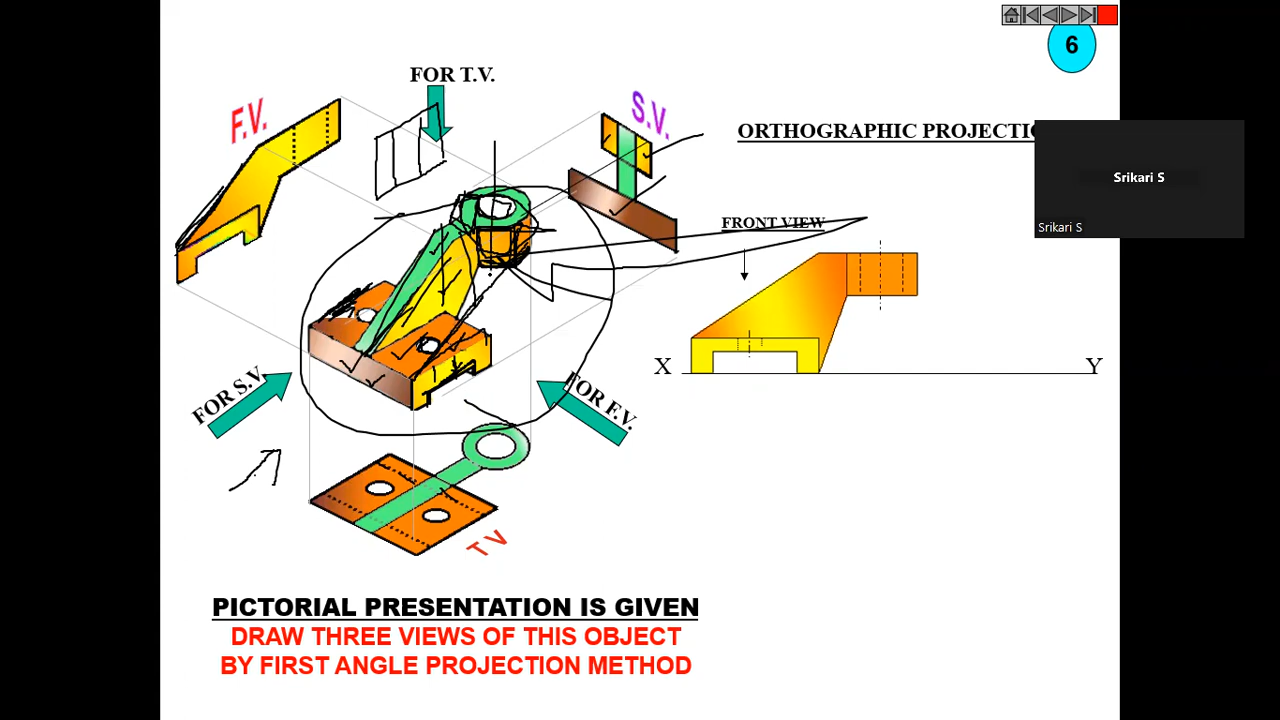 6
FOR T.V.
F.V.
S.V.
ORTHOGRAPHIC PROJECTIO
Srikari S
Srikari S
FRONT VIEW
X
Y
FOR S.V.
FOR F.V.
TV
PICTORIAL PRESENTATION IS GIVEN
DRAW THREE VIEWS OF THIS OBJECT
BY FIRST ANGLE PROJECTION METHOD